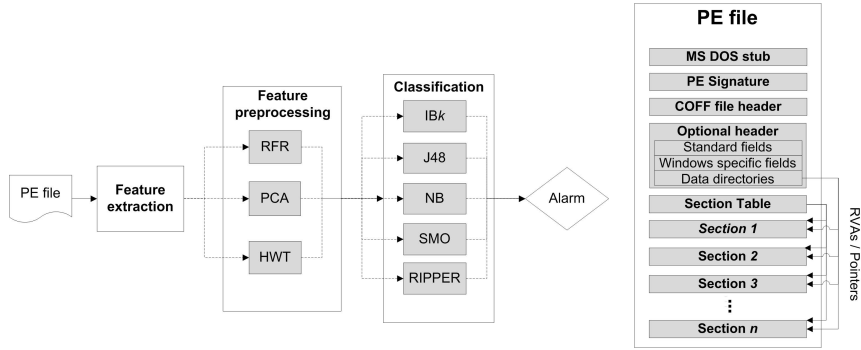 PE file
Feature
extraction
Feature
preprocessing
RFR
PCA
HWT
Classification
IBk
J48
NB
SMO
RIPPER
Alarm
PE file
MS DOS stub
PE Signature
COFF file header
Optional header
Standard fields
Windows specific fields
Data directories
Section Table
Section 1
Section 2
Section 3
Section n
RVAs / Pointers